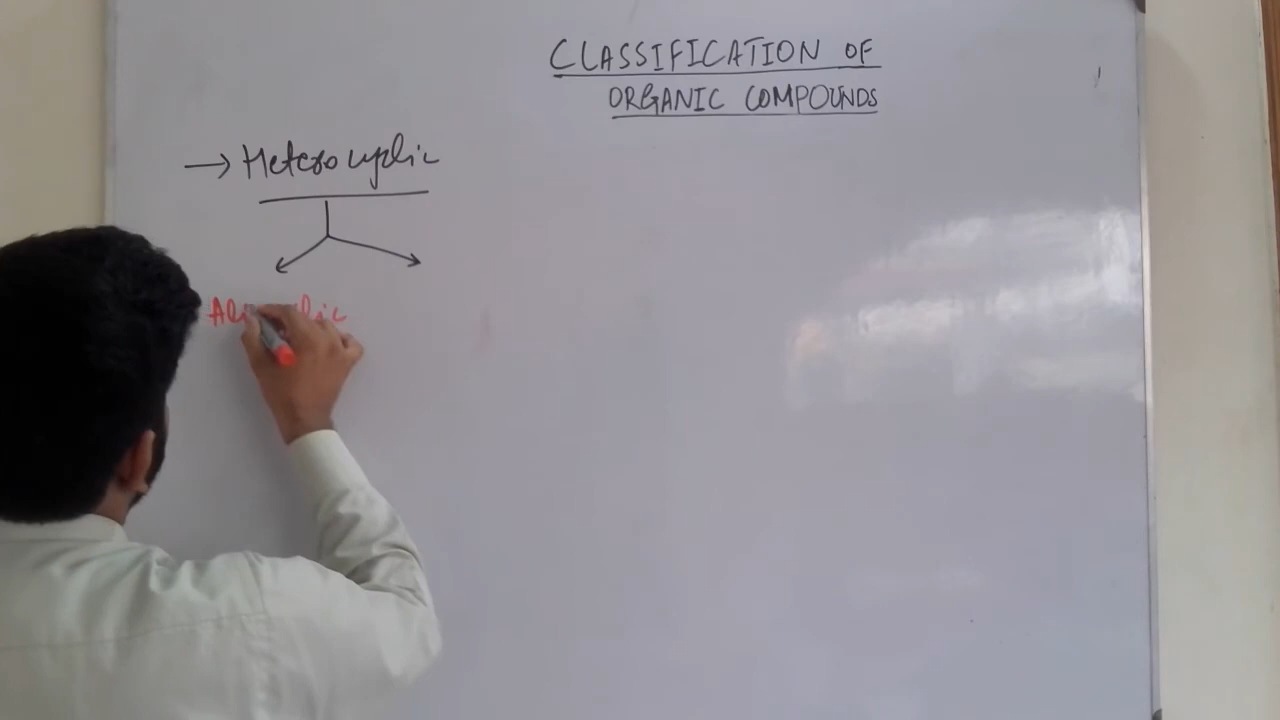 CLASSIFICATION OF
ORGANIC COMPOUNDS
→ Heterocyclic